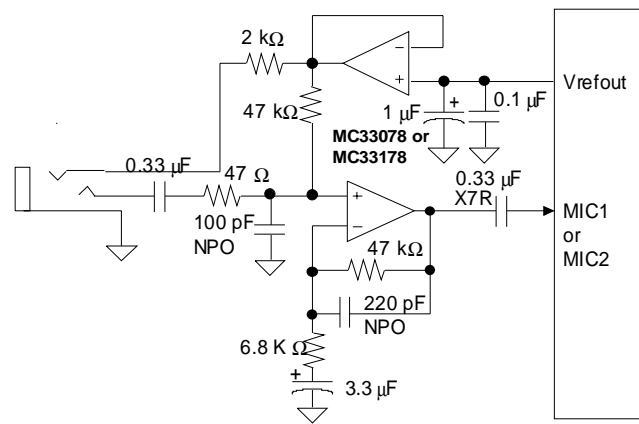 2 kΩ
−
+
Vrefout
47 kΩ
1 μF
+
0.1 μF
MC33078 or
MC33178
0.33 μF
47 Ω
0.33 μF
X7R
+
−
100 pF
NPO
MIC1
or
MIC2
47 kΩ
220 pF
NPO
6.8 K Ω
+
3.3 μF